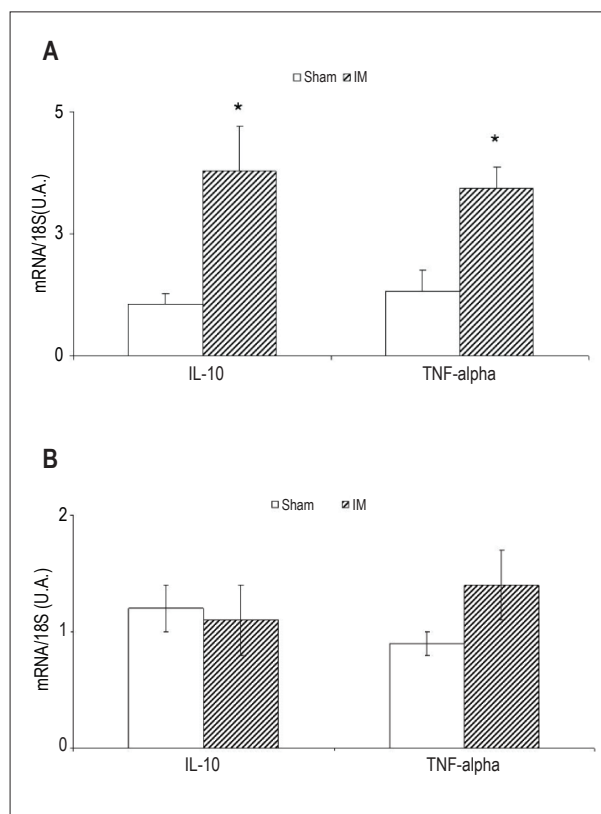 A
Sham IM
* *
5
3
0
mRNA/18S(U.A.)
IL-10 TNF-alpha
B
Sham IM
2
1
0
mRNA/18S (U.A.)
IL-10 TNF-alpha